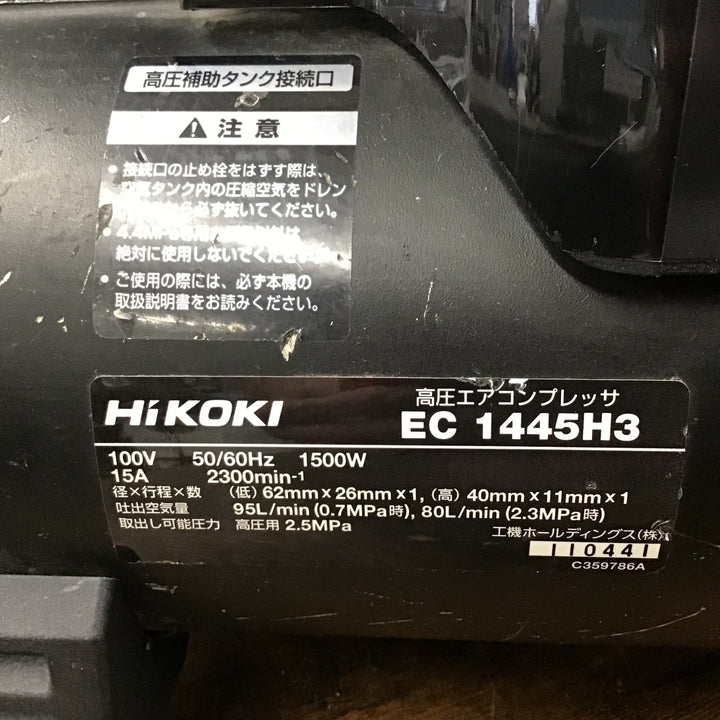 高圧補助タンク接続口
注意
• 接続口の止め栓をはずす際は、
タンク内の圧縮空気をドレン
から必ず抜いてください。
•
絶対に使用しないでください
• ご使用の際には、必ず本機の
取扱説明書をお読みください。
高圧エアコンプレッサ
HiKOKI EC 1445H3
100V 50/60Hz 1500W
15A 2300min-1
径×行程×数 (低) 62mm×26mm×1, (高) 40mm×11mm×1
吐出空気量 95L/min (0.7MPa時), 80L/min (2.3MPa時)
取出し可能圧力 高圧用 2.5MPa
工機ホールディングス(株)
110441
C359786A